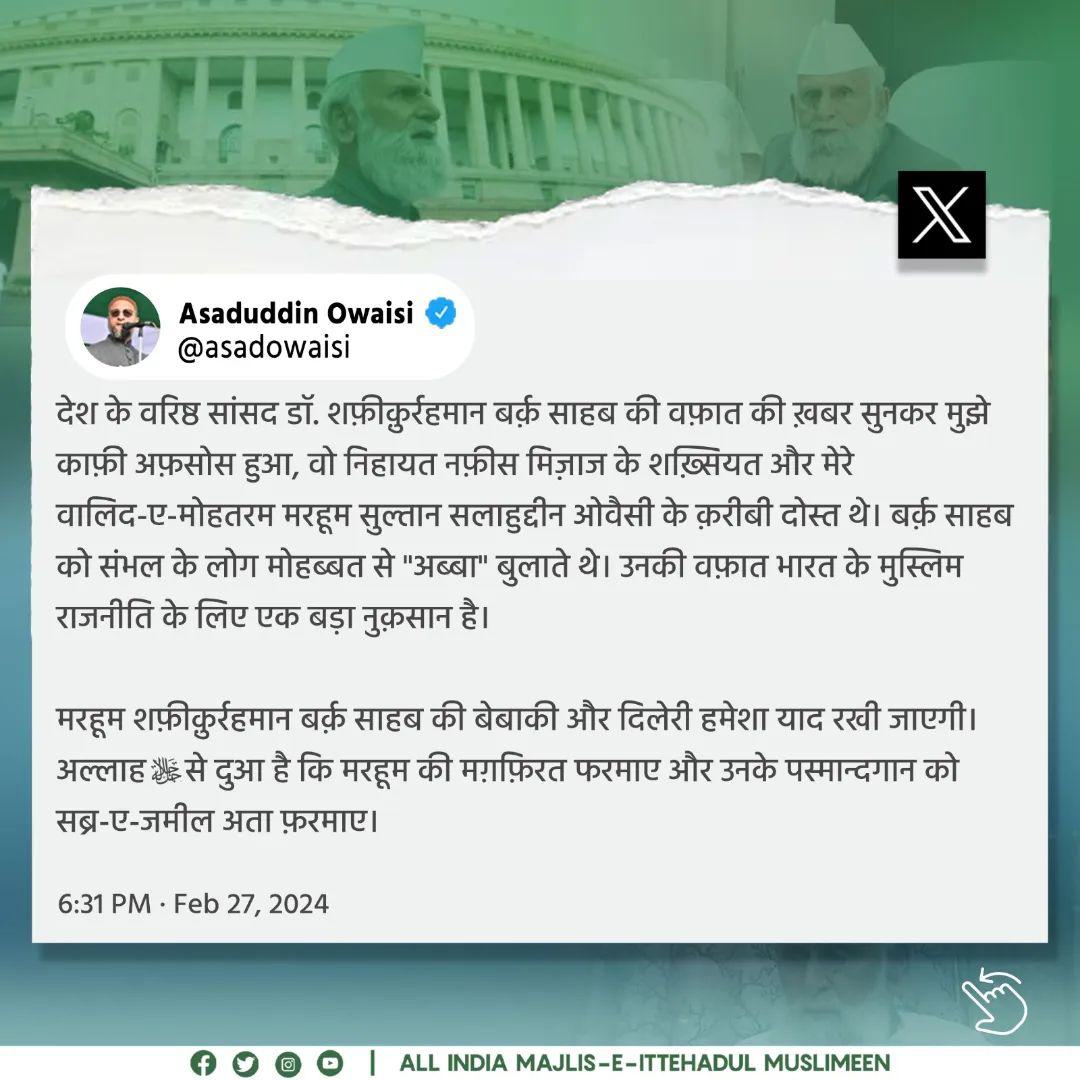 Asaduddin Owaisi
@asadowaisi
देश के वरिष्ठ सांसद डॉ. शफ़ीक़ुर्रहमान बर्क़ साहब की वफ़ात की ख़बर सुनकर मुझे
काफ़ी अफ़सोस हुआ, वो निहायत नफ़ीस मिज़ाज के शख़्सियत और मेरे
वालिद-ए-मोहतरम मरहूम सुल्तान सलाहुद्दीन ओवैसी के क़रीबी दोस्त थे। बर्क़ साहब
को संभल के लोग मोहब्बत से "अब्बा" बुलाते थे। उनकी वफ़ात भारत के मुस्लिम
राजनीति के लिए एक बड़ा नुक़सान है।
मरहूम शफ़ीक़ुर्रहमान बर्क़ साहब की बेबाकी और दिलेरी हमेशा याद रखी जाएगी।
अल्लाह ﷻ से दुआ है कि मरहूम की मग़फ़िरत फरमाए और उनके पस्मान्दगान को
सब्र-ए-जमील अता फ़रमाए।
6:31 PM · Feb 27, 2024
ALL INDIA MAJLIS-E-ITTEHADUL MUSLIMEEN